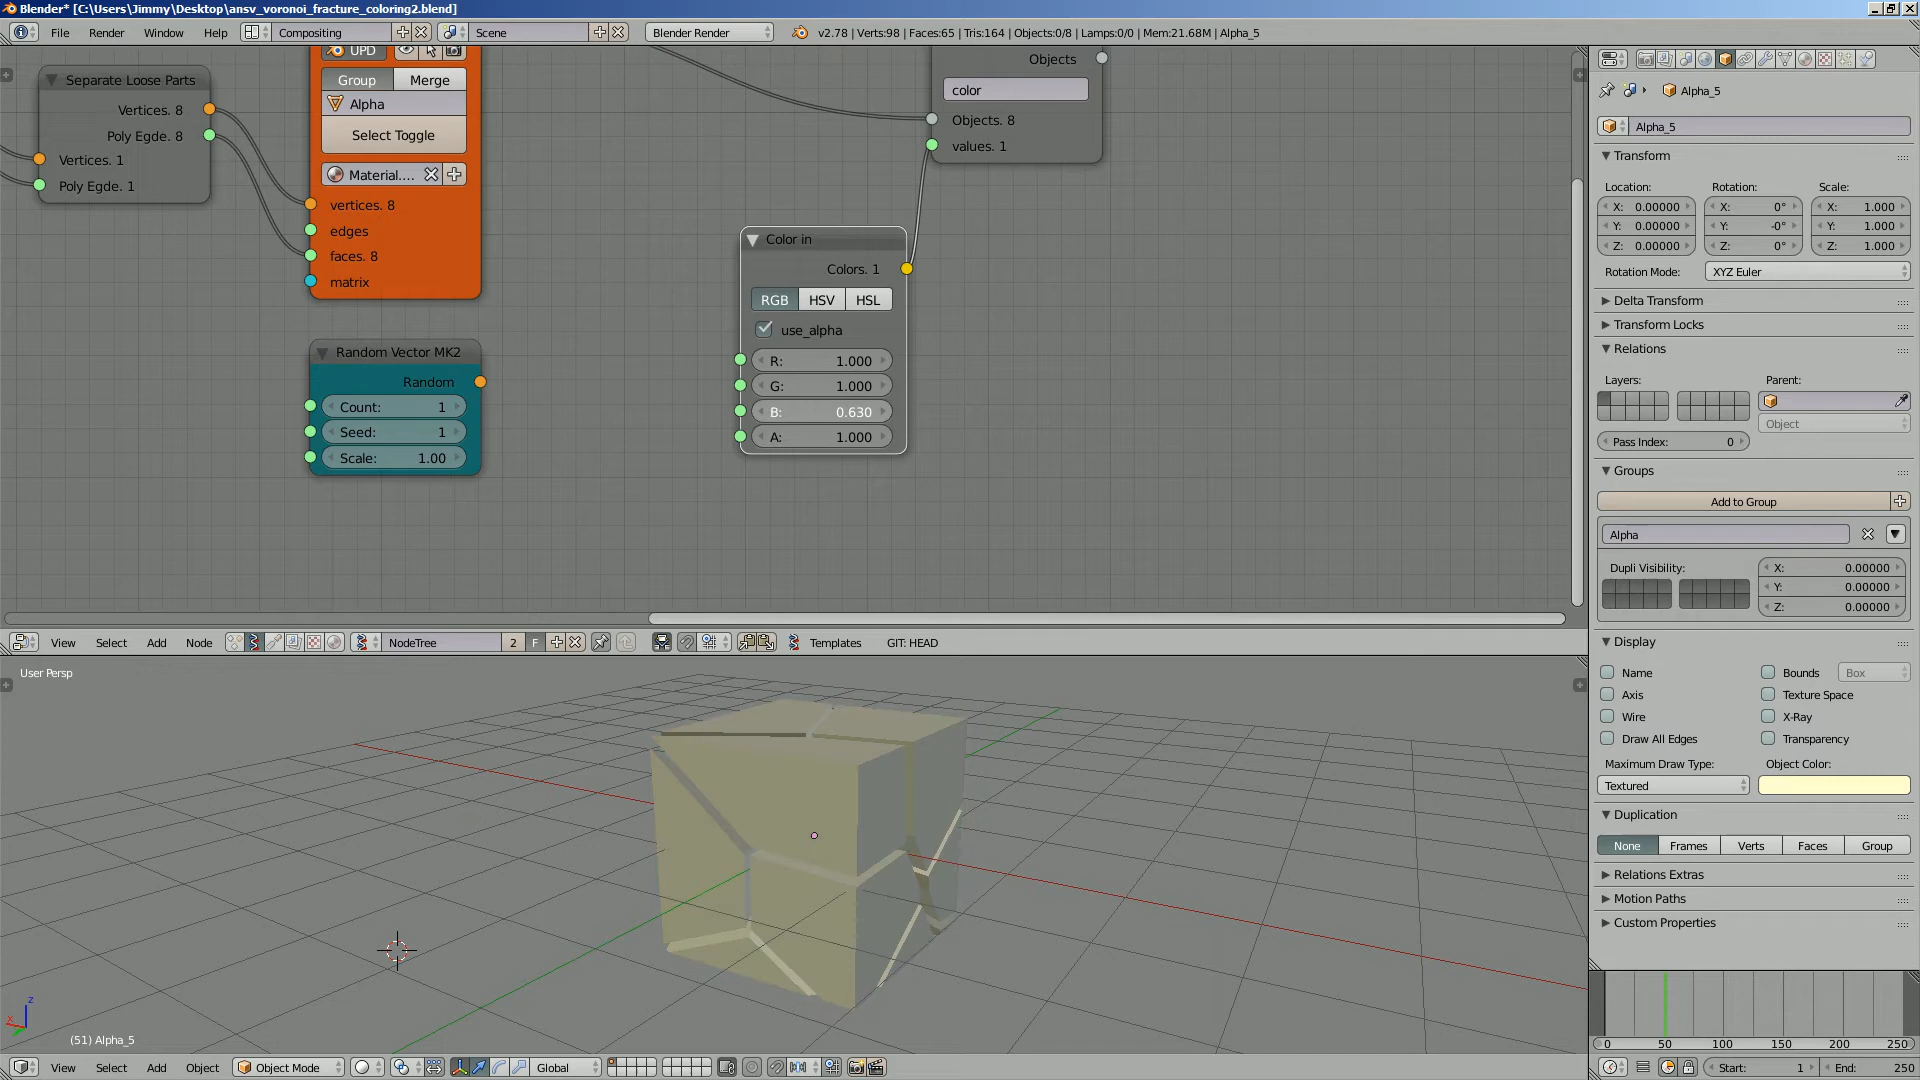 Blender* [C:\Users\Jimmy\Desktop\ansv_voronoi_fracture_coloring2.blend]
File Render Window Help Compositing Scene Blender Render v2.78 | Verts:98 | Faces:65 | Tris:164 | Objects:0/8 | Lamps:0/0 | Mem:21.68M | Alpha_5
Separate Loose Parts
Vertices. 8
Poly Egde. 8
Vertices. 1
Poly Egde. 1
UPD
Group Merge
Alpha
Select Toggle
Material....
vertices. 8
edges
faces. 8
matrix
Random Vector MK2
Random
Count: 1
Seed: 1
Scale: 1.00
Color in
Colors. 1
RGB HSV HSL
use_alpha
R: 1.000
G: 1.000
B: 0.630
A: 1.000
Objects
color
Objects. 8
values. 1
View Select Add Node NodeTree 2 F Templates GIT: HEAD
User Persp
z
x
(51) Alpha_5
View Select Add Object Object Mode Global
Alpha_5
Alpha_5
Transform
Location: Rotation: Scale:
X: 0.00000 X: 0° X: 1.000
Y: 0.00000 Y: -0° Y: 1.000
Z: 0.00000 Z: 0° Z: 1.000
Rotation Mode: XYZ Euler
Delta Transform
Transform Locks
Relations
Layers: Parent:
Object
Pass Index: 0
Groups
Add to Group
Alpha
Dupli Visibility: X: 0.00000
Y: 0.00000
Z: 0.00000
Display
Name Bounds Box
Axis Texture Space
Wire X-Ray
Draw All Edges Transparency
Maximum Draw Type: Object Color:
Textured
Duplication
None Frames Verts Faces Group
Relations Extras
Motion Paths
Custom Properties
0 50 100 150 200 250
Start: 1 End: 250